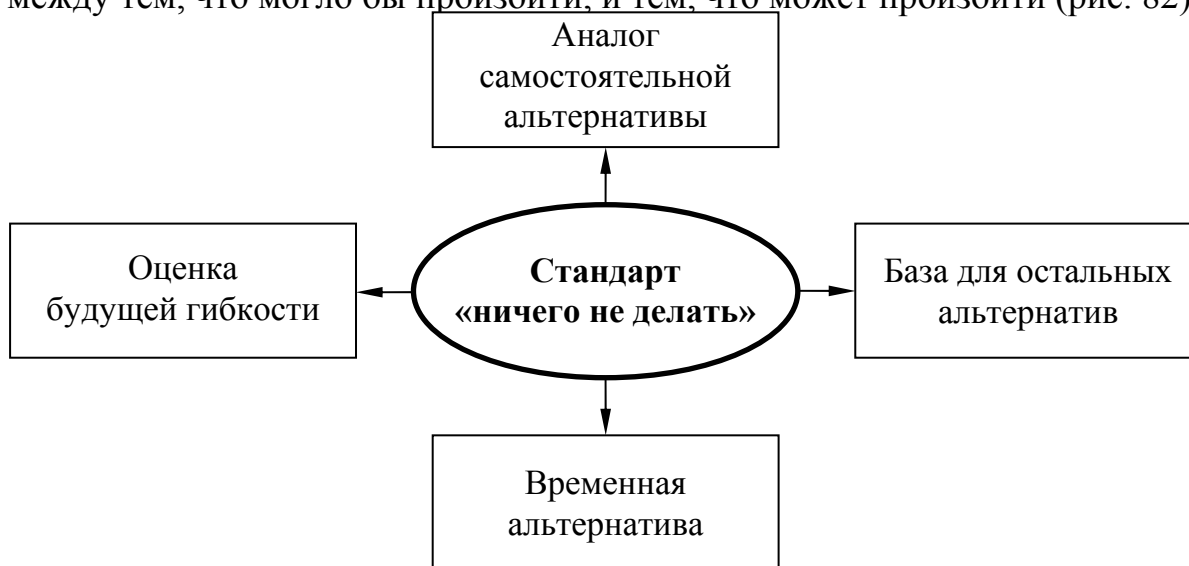 между тем, что могло бы произойти, и тем, что может произойти (рис. 82)
Аналог
самостоятельной
альтернативы
Оценка
будущей гибкости
Стандарт
«ничего не делать»
База для остальных
альтернатив
Временная
альтернатива